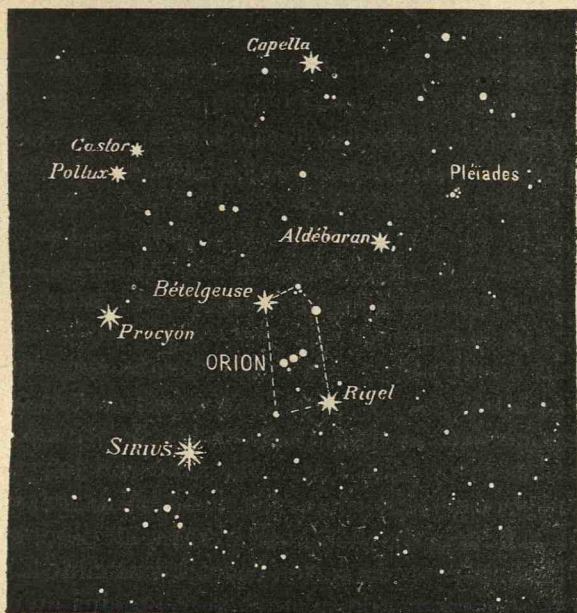 Capella
Castor
Pollux
Pléiades
Aldébaran
Bételgeuse
Procyon
ORION
Rigel
SIRIUS